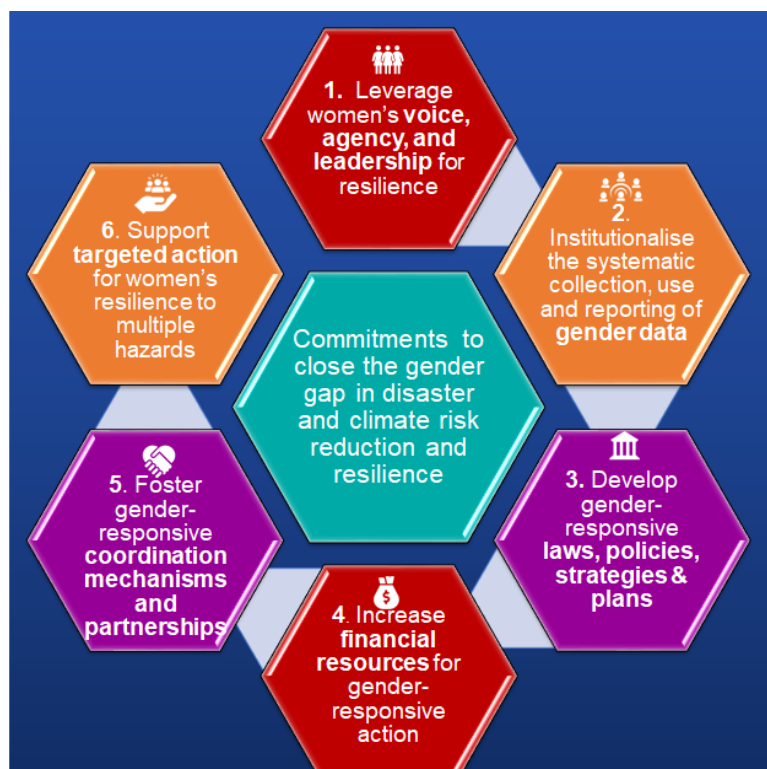 1. Leverage
women's voice,
agency, and
leadership for
resilience
2.
Institutionalise
the systematic
collection, use
and reporting of
gender data
3. Develop
gender-
responsive
laws, policies,
strategies &
plans
4. Increase
financial
resources for
gender-
responsive
action
5. Foster
gender-
responsive
coordination
mechanisms
and
partnerships
6. Support
targeted action
for women's
resilience to
multiple
hazards
Commitments to
close the gender
gap in disaster
and climate risk
reduction and
resilience